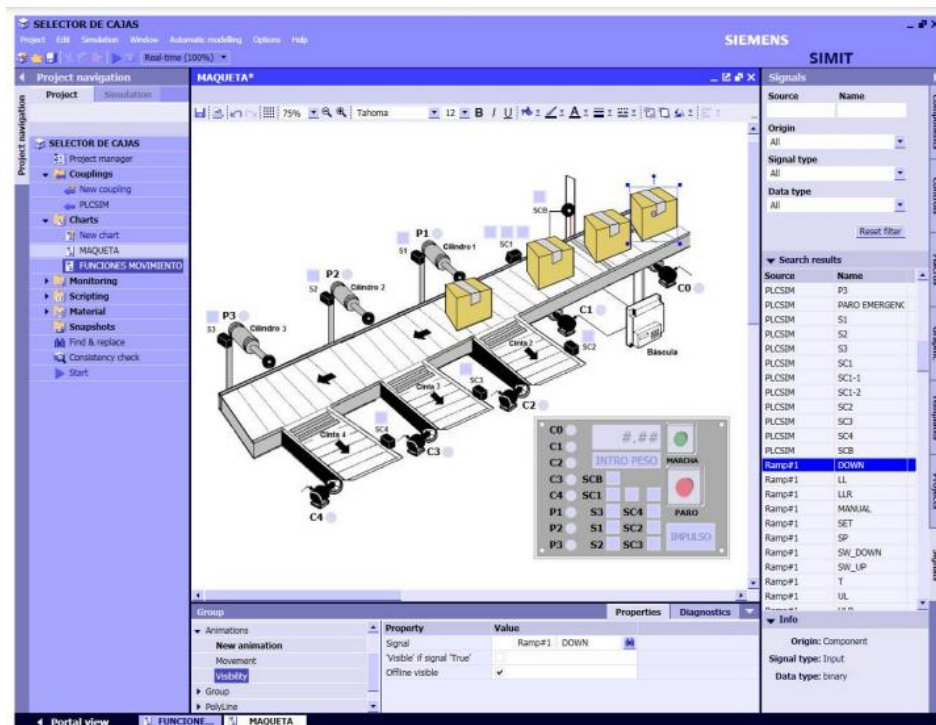 SELECTOR DE CAJAS
Project Edit Simulation Window Automatic modelling Options Help
SIEMENS
SIMIT
Real-time (100%)
Project navigation
Project Simulation
Project navigation
SELECTOR DE CAJAS
Project manager
Couplings
New coupling
PLCSIM
Charts
New chart
MAQUETA
FUNCIONES MOVIMIENTO
Monitoring
Scripting
Material
Snapshots
Find & replace
Consistency check
Start
MAQUETA*
75% Tahoma 12 B I U A
SCB
P1
S1
Cilindro 1
SC1
P2
S2
Cilindro 2
C0
P3
S3
Cilindro 3
C1
SC2
Báscula
Cinta 2
SC3
Cinta 3
C2
SC4
Cinta 4
C3
C4
C0
C1
C2
C3 SCB
C4 SC1
P1 S3 SC4
P2 S1 SC2
P3 S2 SC3
#,##
INTRO PESO
MARCHA
PARO
IMPULSO
Group
Properties Diagnostics
Animations
New animation
Movement
Visibility
Group
PolyLine
Property Value
Signal Ramp#1 DOWN
'Visible' if signal 'True'
Offline visible
Signals
Source Name
Origin
All
Signal type
All
Data type
All
Reset filter
Search results
Source Name
PLCSIM P3
PLCSIM PARO EMERGENC
PLCSIM S1
PLCSIM S2
PLCSIM S3
PLCSIM SC1
PLCSIM SC1-1
PLCSIM SC1-2
PLCSIM SC2
PLCSIM SC3
PLCSIM SC4
PLCSIM SCB
Ramp#1 DOWN
Ramp#1 LL
Ramp#1 LLR
Ramp#1 MANUAL
Ramp#1 SET
Ramp#1 SP
Ramp#1 SW_DOWN
Ramp#1 SW_UP
Ramp#1 T
Ramp#1 UL
Info
Origin: Component
Signal type: Input
Data type: binary
Portal view FUNCIONE... MAQUETA